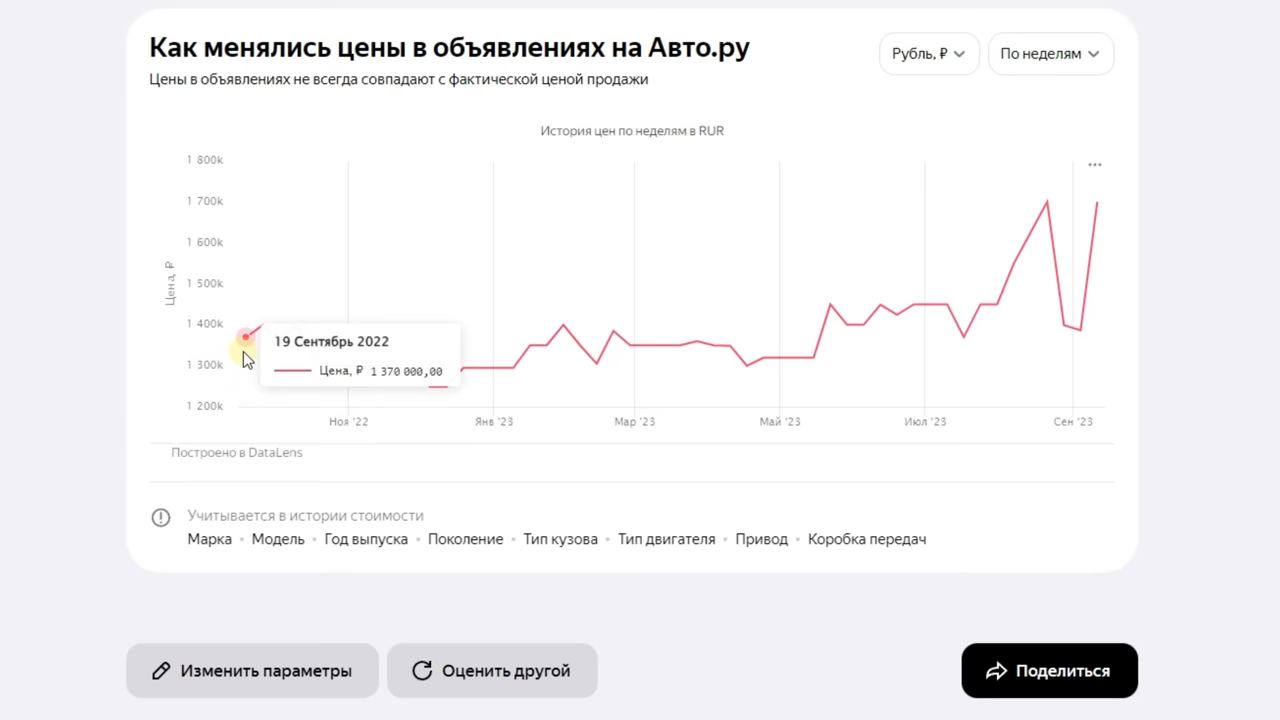 Как менялись цены в объявлениях на Авто.ру
Цены в объявлениях не всегда совпадают с фактической ценой продажи
Рубль, ₽
По неделям
История цен по неделям в RUR
Цена, ₽
1 800k
1 700k
1 600k
1 500k
1 400k
1 300k
1 200k
19 Сентябрь 2022
Цена, ₽ 1 370 000,00
Ноя '22
Янв '23
Мар '23
Май '23
Июл '23
Сен '23
Построено в DataLens
Учитывается в истории стоимости
Марка • Модель • Год выпуска • Поколение • Тип кузова • Тип двигателя • Привод • Коробка передач
Изменить параметры
Оценить другой
Поделиться